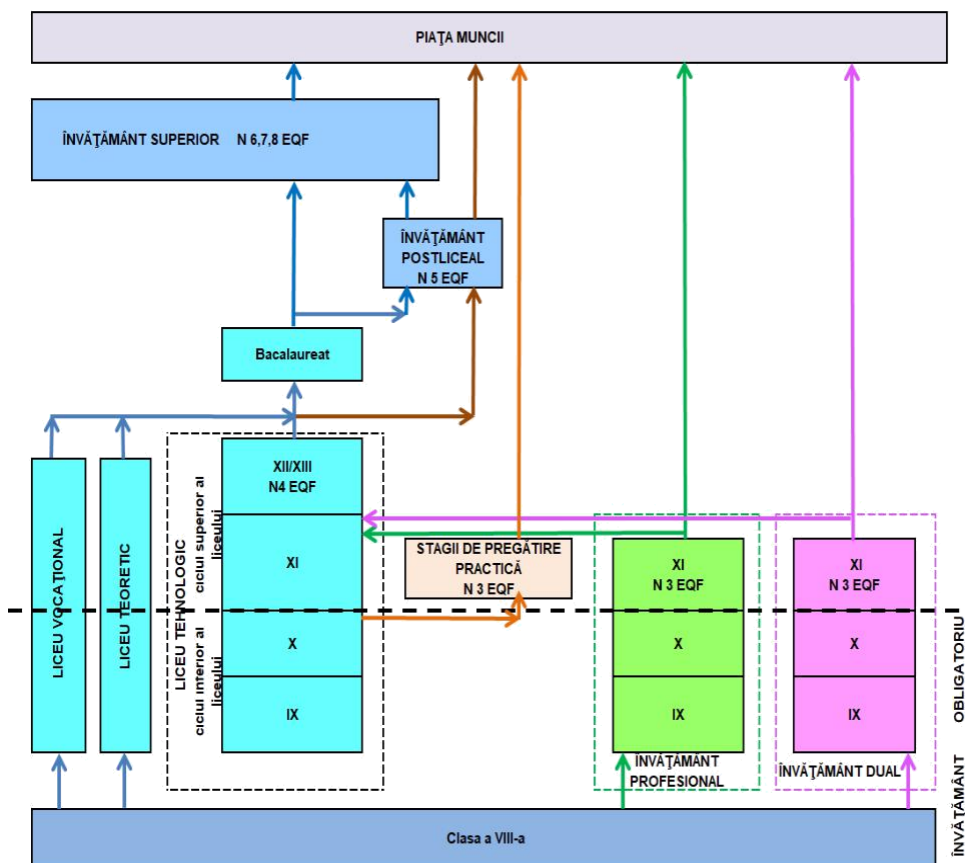 PIAŢA MUNCII
ÎNVĂŢĂMÂNT SUPERIOR N 6,7,8 EQF
ÎNVĂŢĂMÂNT
POSTLICEAL
N 5 EQF
Bacalaureat
LICEU VOCAŢIONAL
LICEU TEORETIC
LICEU TEHNOLOGIC
ciclul superior al
liceului
ciclul inferior al
liceului
XII/XIII
N4 EQF
XI
X
IX
STAGII DE PREGĂTIRE
PRACTICĂ
N 3 EQF
XI
N 3 EQF
X
IX
ÎNVĂŢĂMÂNT
PROFESIONAL
XI
N 3 EQF
X
IX
ÎNVĂŢĂMÂNT DUAL
ÎNVĂŢĂMÂNT OBLIGATORIU
Clasa a VIII-a